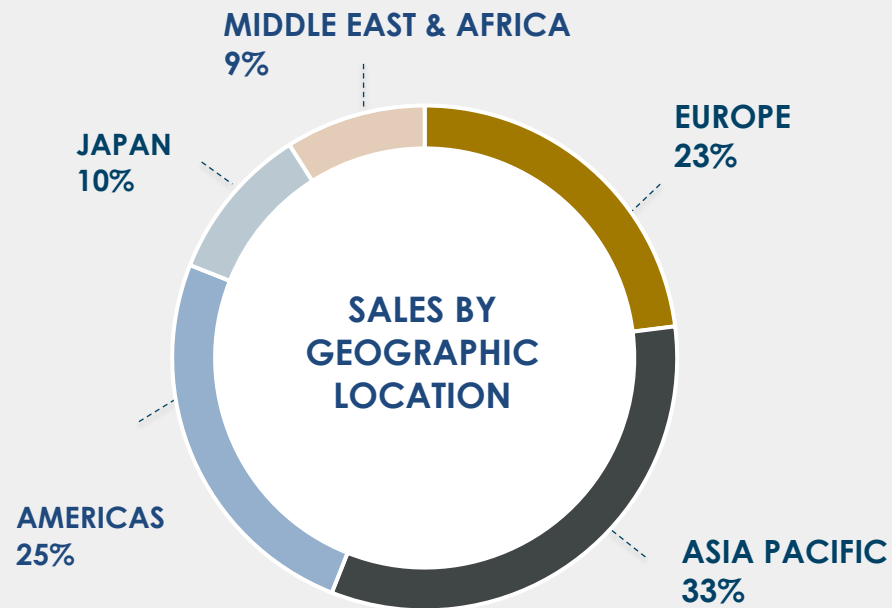 MIDDLE EAST & AFRICA
9%
EUROPE
23%
JAPAN
10%
SALES BY
GEOGRAPHIC
LOCATION
AMERICAS
25%
ASIA PACIFIC
33%